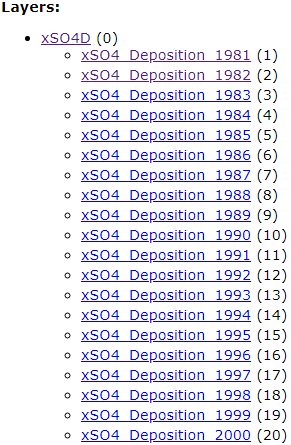 Layers:
xSO4D (0)
xSO4_Deposition_1981 (1)
xSO4_Deposition_1982 (2)
xSO4_Deposition_1983 (3)
xSO4_Deposition_1984 (4)
xSO4_Deposition_1985 (5)
xSO4_Deposition_1986 (6)
xSO4_Deposition_1987 (7)
xSO4_Deposition_1988 (8)
xSO4_Deposition_1989 (9)
xSO4_Deposition_1990 (10)
xSO4_Deposition_1991 (11)
xSO4_Deposition_1992 (12)
xSO4_Deposition_1993 (13)
xSO4_Deposition_1994 (14)
xSO4_Deposition_1995 (15)
xSO4_Deposition_1996 (16)
xSO4_Deposition_1997 (17)
xSO4_Deposition_1998 (18)
xSO4_Deposition_1999 (19)
xSO4_Deposition_2000 (20)